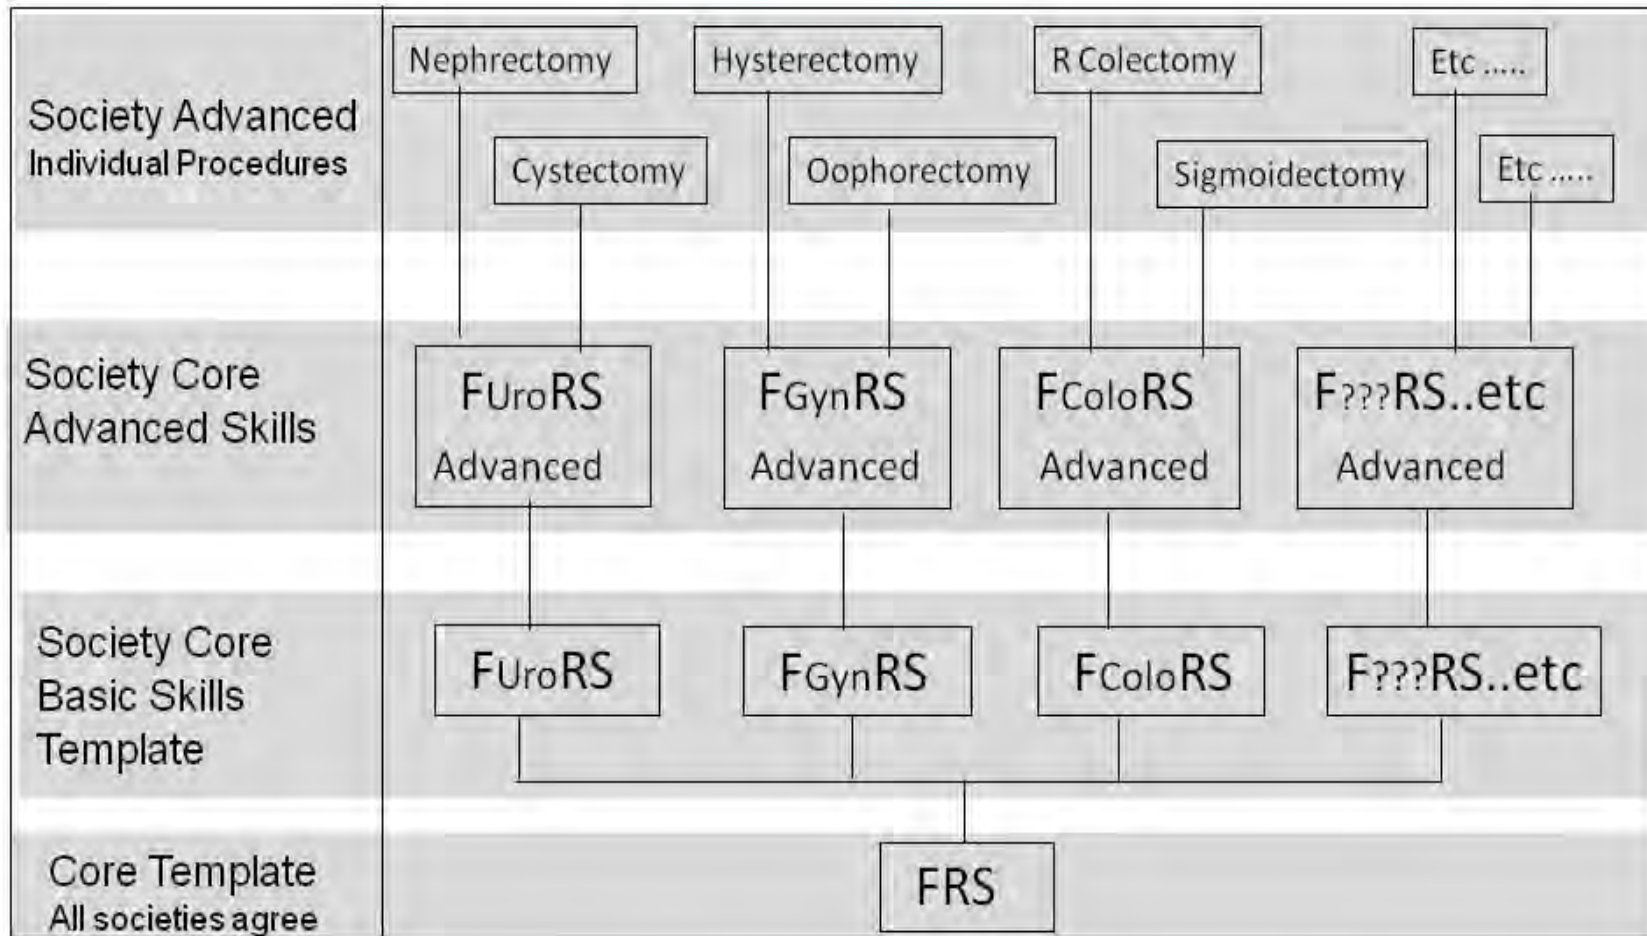 Society Advanced
Individual Procedures
Nephrectomy
Hysterectomy
R Colectomy
Etc .....
Cystectomy
Oophorectomy
Sigmoidectomy
Etc .....
Society Core
Advanced Skills
FUroRS
Advanced
FGynRS
Advanced
FColoRS
Advanced
F???RS..etc
Advanced
Society Core
Basic Skills
Template
FUroRS
FGynRS
FColoRS
F???RS..etc
Core Template
All societies agree
FRS